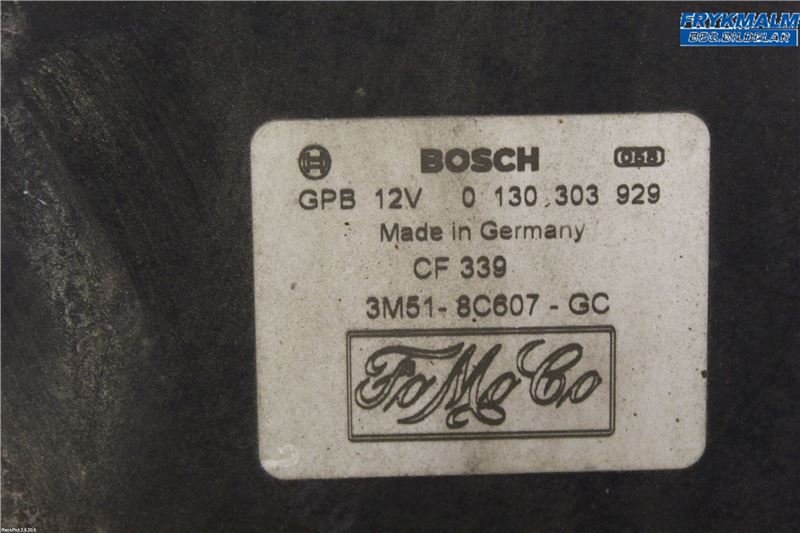 FRYKMALM
BEG.BILDELAR
BOSCH 058
GPB 12V 0 130 303 929
Made in Germany
CF 339
3M51-8C607-GC
FoMoCo